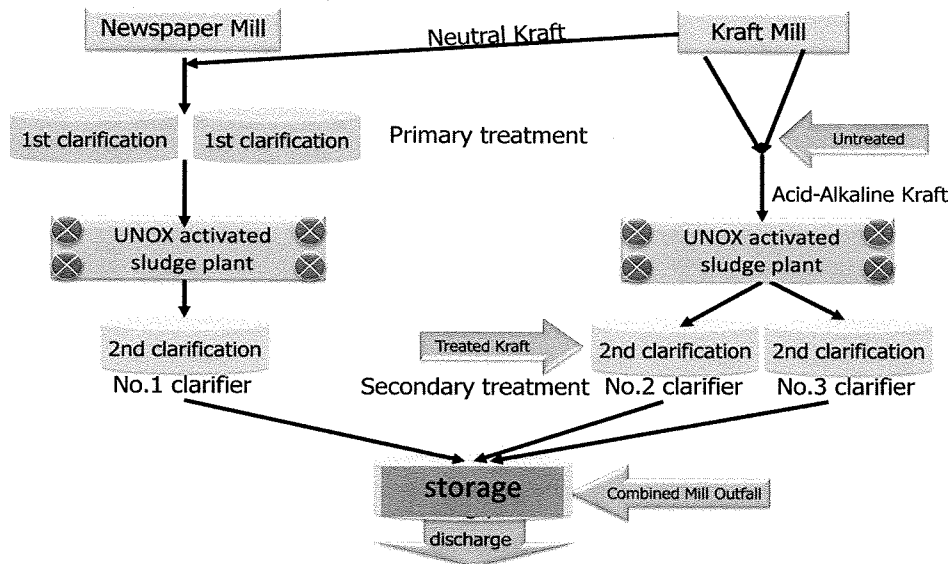 Newspaper Mill
Neutral Kraft
Kraft Mill
1st clarification
1st clarification
Primary treatment
Untreated
Acid-Alkaline Kraft
UNOX activated
sludge plant
UNOX activated
sludge plant
2nd clarification
No.1 clarifier
Treated Kraft
Secondary treatment
2nd clarification
No.2 clarifier
2nd clarification
No.3 clarifier
storage
Combined Mill Outfall
discharge